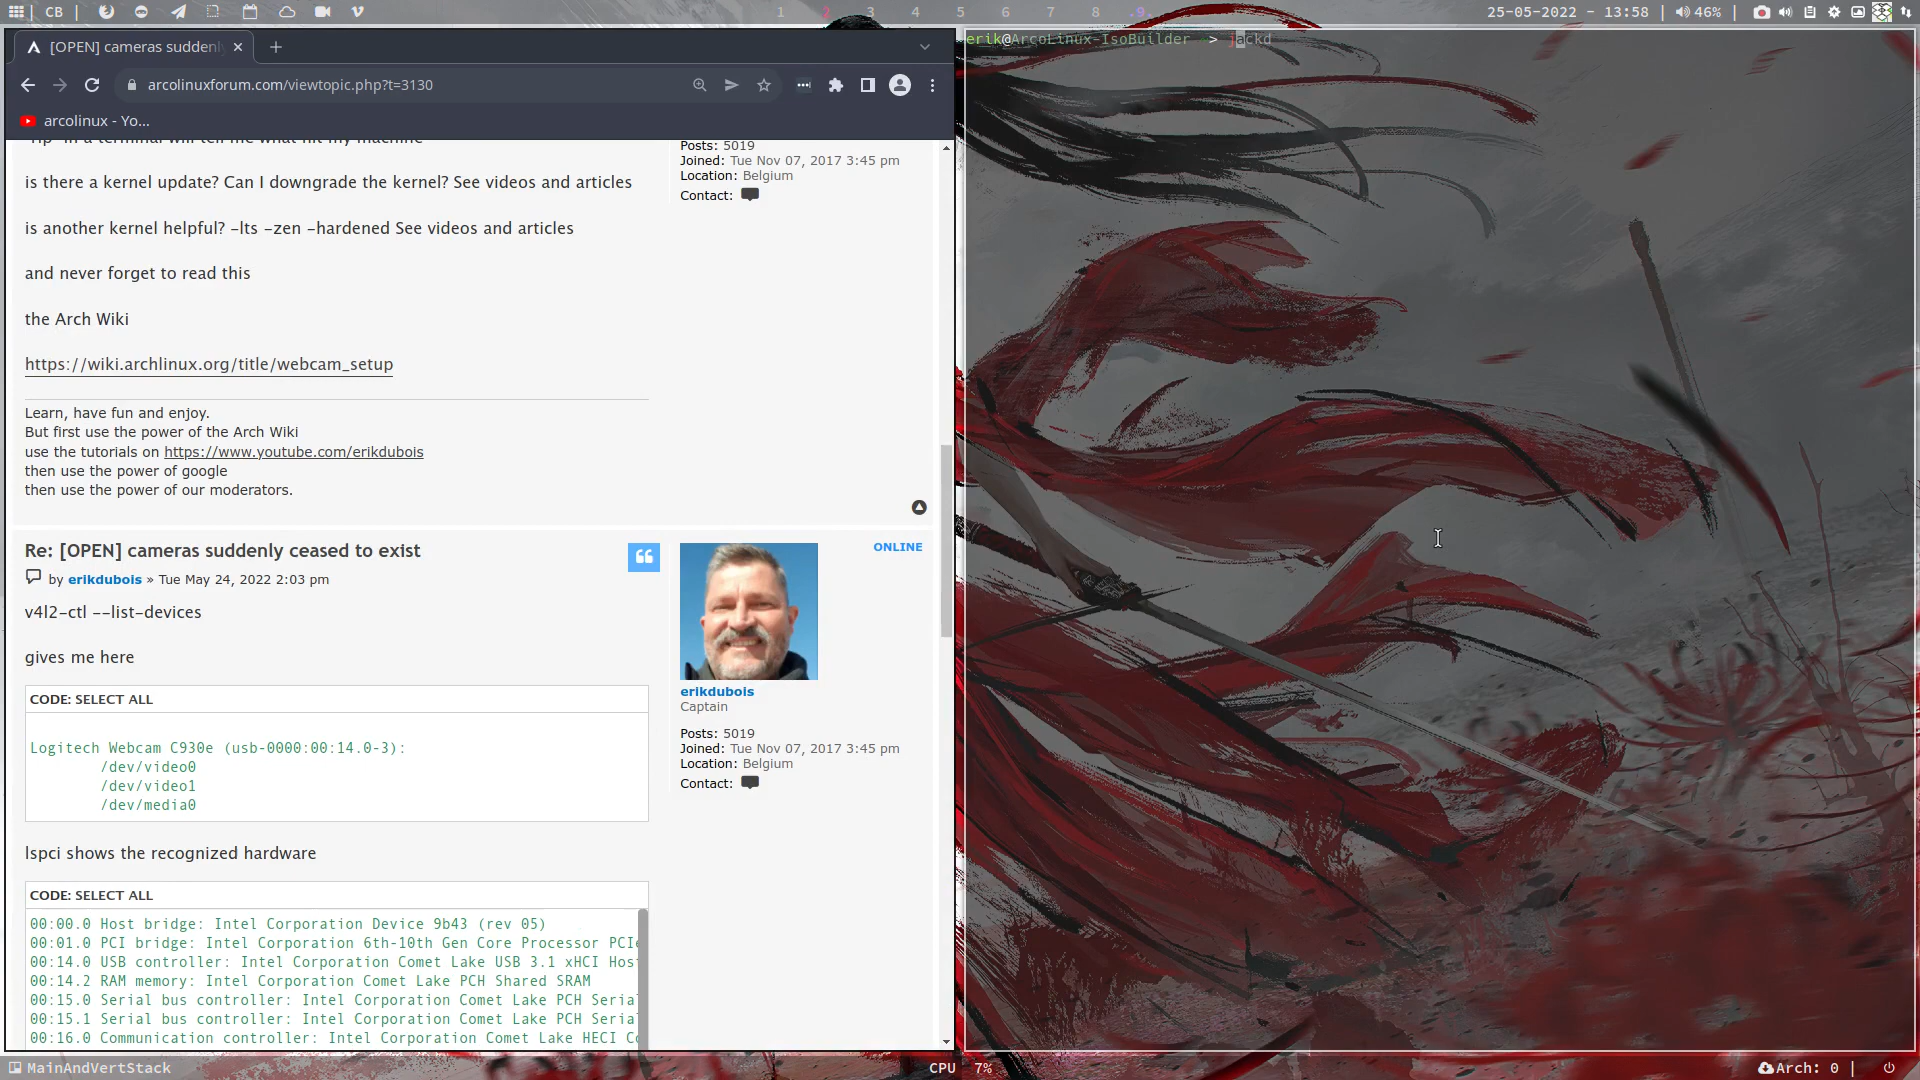 CB
1 2 3 4 5 6 7 8 9
25-05-2022 - 13:58 | 46% |
[OPEN] cameras sudden
arcolinuxforum.com/viewtopic.php?t=3130
arcolinux - Yo...
erik@ArcoLinux-IsoBuilder ~> jackd
in a terminal will tell me what hit my machine
is there a kernel update? Can I downgrade the kernel? See videos and articles
is another kernel helpful? -lts -zen -hardened See videos and articles
and never forget to read this
the Arch Wiki
https://wiki.archlinux.org/title/webcam_setup
Learn, have fun and enjoy.
But first use the power of the Arch Wiki
use the tutorials on https://www.youtube.com/erikdubois
then use the power of google
then use the power of our moderators.
Posts: 5019
Joined: Tue Nov 07, 2017 3:45 pm
Location: Belgium
Contact:
Re: [OPEN] cameras suddenly ceased to exist
by erikdubois » Tue May 24, 2022 2:03 pm
v4l2-ctl --list-devices
gives me here
CODE: SELECT ALL
Logitech Webcam C930e (usb-0000:00:14.0-3):
/dev/video0
/dev/video1
/dev/media0
lspci shows the recognized hardware
CODE: SELECT ALL
00:00.0 Host bridge: Intel Corporation Device 9b43 (rev 05)
00:01.0 PCI bridge: Intel Corporation 6th-10th Gen Core Processor PCIe
00:14.0 USB controller: Intel Corporation Comet Lake USB 3.1 xHCI Hos
00:14.2 RAM memory: Intel Corporation Comet Lake PCH Shared SRAM
00:15.0 Serial bus controller: Intel Corporation Comet Lake PCH Seria
00:15.1 Serial bus controller: Intel Corporation Comet Lake PCH Seria
00:16.0 Communication controller: Intel Corporation Comet Lake HECI C
ONLINE
erikdubois
Captain
Posts: 5019
Joined: Tue Nov 07, 2017 3:45 pm
Location: Belgium
Contact:
MainAndVertStack
CPU 7%
Arch: 0 |